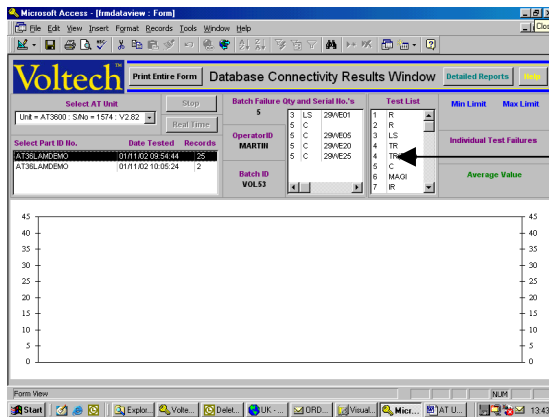 Microsoft Access - [frmdataview : Form]
File Edit View Insert Format Records Tools Window Help
Clos
Voltech™ Print Entire Form Database Connectivity Results Window Detailed Reports Help
Select AT Unit
Unit = AT3600 : S/No = 1574 : V2.82
Stop
Real Time
Select Part ID No. Date Tested Records
AT36LAMDEMO 01/11/02 09:54:44 25
AT36LAMDEMO 01/11/02 10:05:24 2
Batch Failure Qty and Serial No.'s
5
OperatorID
MARTIII
Batch ID
VOL53
3 LS 29WE01
5 C
5 C 29WE05
5 C 29WE20
5 C 29WE25
Test List
1 R
2 R
3 LS
4 TR
4 TR
5 C
6 MAGI
7 IR
Min Limit Max Limit
Individual Test Failures
Average Value
45 45
40 40
35 35
30 30
25 25
20 20
15 15
10 10
5 5
0 0
Form View NUM
Start Explor... Volte... Delet... UK - ... ORD... Visual... Micr... AT U... 13:43